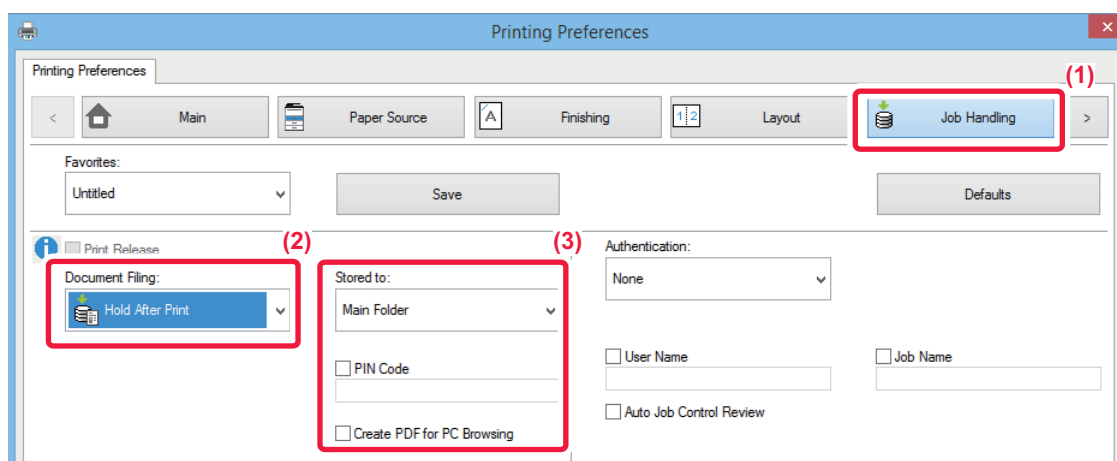 Printing Preferences
Printing Preferences
(1)
<
Main
Paper Source
A
Finishing
1 2
Layout
Job Handling
>
Favorites:
Untitled
Save
Defaults
Print Release
(2)
(3)
Authentication:
Document Filing:
Stored to:
None
Hold After Print
Main Folder
User Name
Job Name
PIN Code
Auto Job Control Review
Create PDF for PC Browsing